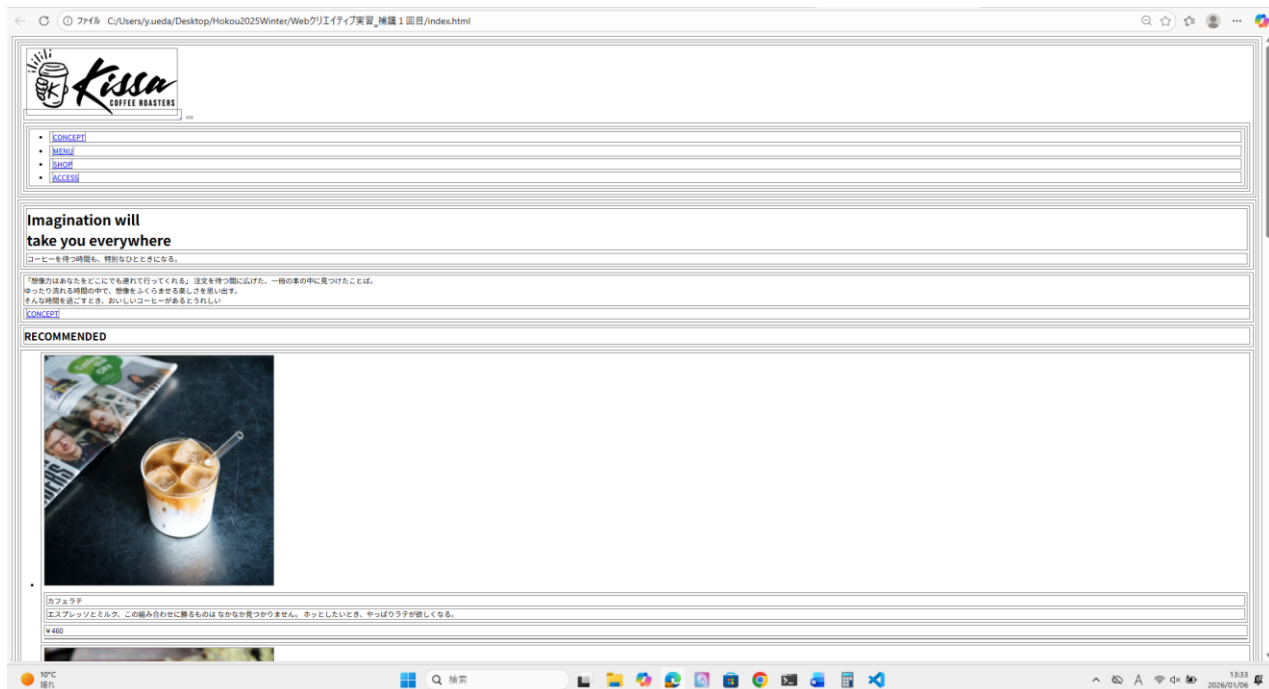 ファイル C:/Users/y.ueda/Desktop/Hokou2025Winter/Webクリエイティブ実習_補講１回目/index.html
Kissa
COFFEE ROASTERS
CONCEPT
MENU
SHOP
ACCESS
Imagination will
take you everywhere
コーヒーを待つ時間も、特別なひとときになる。
「想像力はあなたをどこにでも連れて行ってくれる」 注文を待つ間に広げた、一冊の本の中に見つけたことば。
ゆったり流れる時間の中で、想像をふくらませる楽しさを思い出す。
そんな時間を過ごすとき、おいしいコーヒーがあるとうれしい
CONCEPT
RECOMMENDED
カフェラテ
エスプレッソとミルク、この組み合わせに勝るものは なかなか見つかりません。 ホッとしたいとき、やっぱりラテが欲しくなる。
¥460
10°C
晴れ
検索
A
13:33
2026/01/06